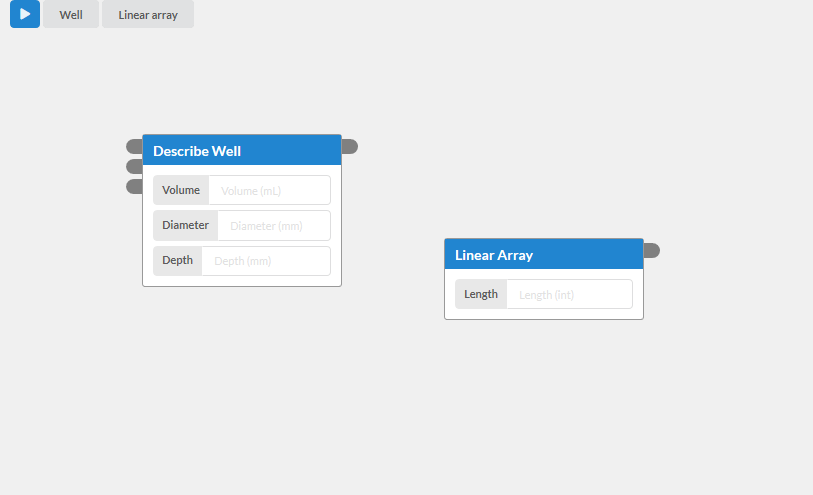 Well
Linear array
Describe Well
Volume
Volume (mL)
Diameter
Diameter (mm)
Depth
Depth (mm)
Linear Array
Length
Length (int)